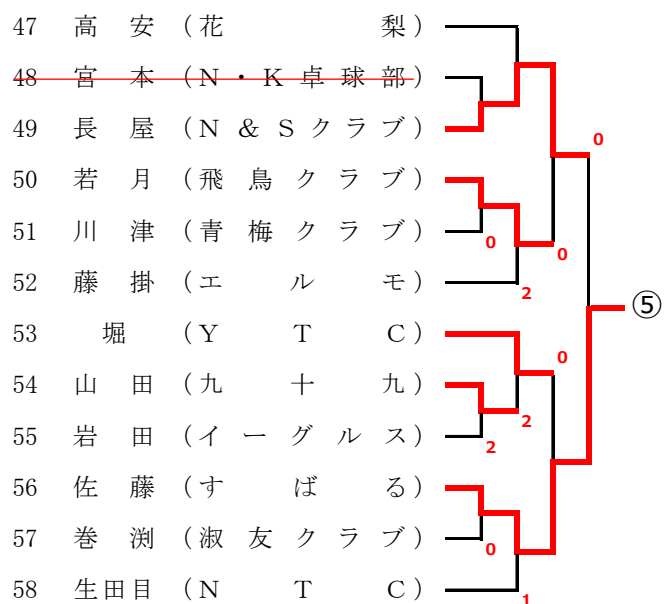 47 高安（花梨）
48 宮本（N・K卓球部）
49 長屋（N＆Sクラブ）
0
50 若月（飛鳥クラブ）
51 川津（青梅クラブ）
0 0
52 藤掛（エルモ）
2
⑤
53 堀（YTC）
0
54 山田（九十九）
2
55 岩田（イーグルス）
2
56 佐藤（すばる）
57 巻渕（淑友クラブ）
0
58 生田目（NTC）
1